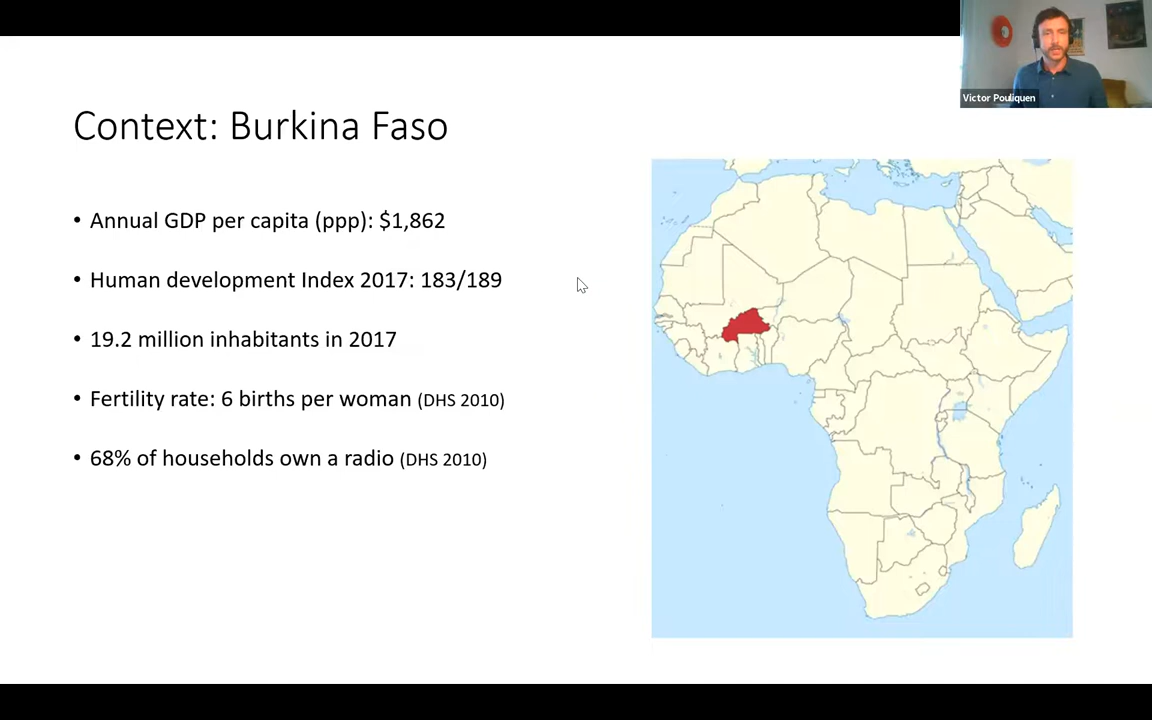 Victor Pouliquen
Context: Burkina Faso
• Annual GDP per capita (ppp): $1,862
• Human development Index 2017: 183/189
• 19.2 million inhabitants in 2017
• Fertility rate: 6 births per woman (DHS 2010)
• 68% of households own a radio (DHS 2010)